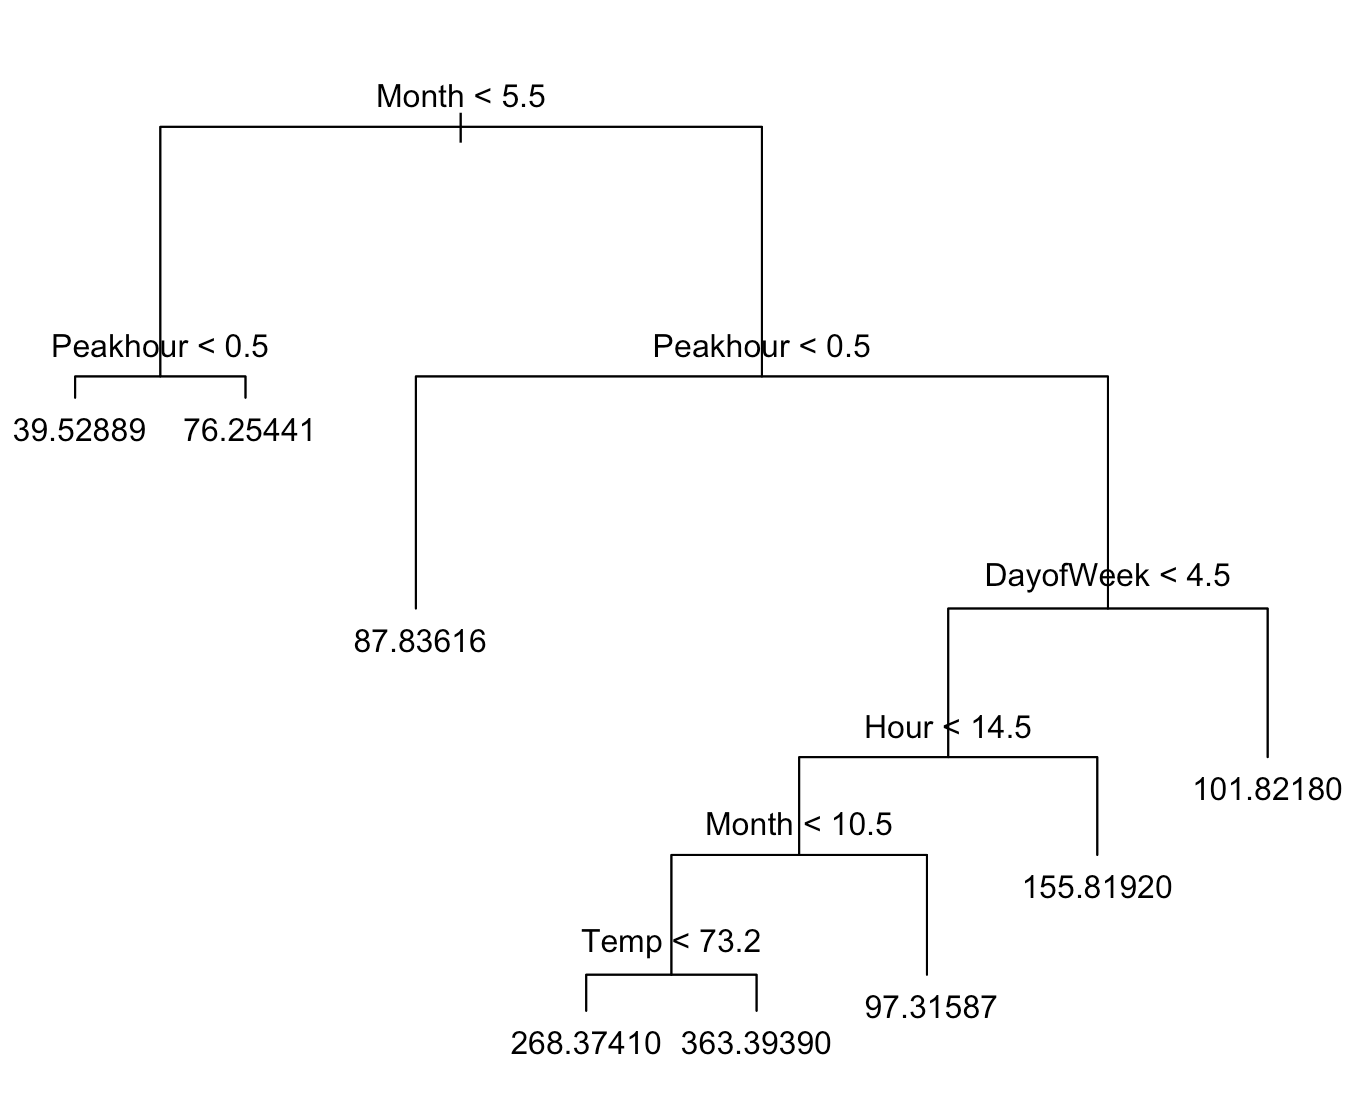 Month < 5.5
Peakhour < 0.5
Peakhour < 0.5
39.52889
76.25441
DayofWeek < 4.5
87.83616
Hour < 14.5
101.82180
Month < 10.5
155.81920
Temp < 73.2
97.31587
268.37410
363.39390